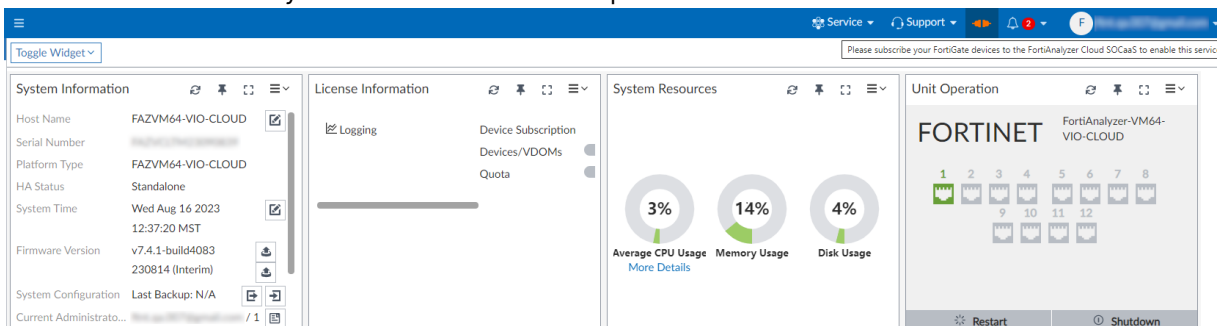 Service
Support
2
F
Toggle Widget
Please subscribe your FortiGate devices to the FortiAnalyzer Cloud SOCaaS to enable this servic
System Information
Host Name FAZVM64-VIO-CLOUD
Serial Number
Platform Type FAZVM64-VIO-CLOUD
HA Status Standalone
System Time Wed Aug 16 2023
12:37:20 MST
Firmware Version v7.4.1-build4083
230814 (Interim)
System Configuration Last Backup: N/A
Current Administrato... / 1
License Information
Logging
Device Subscription
Devices/VDOMs
Quota
System Resources
3%
14%
4%
Average CPU Usage Memory Usage Disk Usage
More Details
Unit Operation
FORTINET
FortiAnalyzer-VM64-
VIO-CLOUD
1 2 3 4 5 6 7 8
9 10 11 12
Restart Shutdown